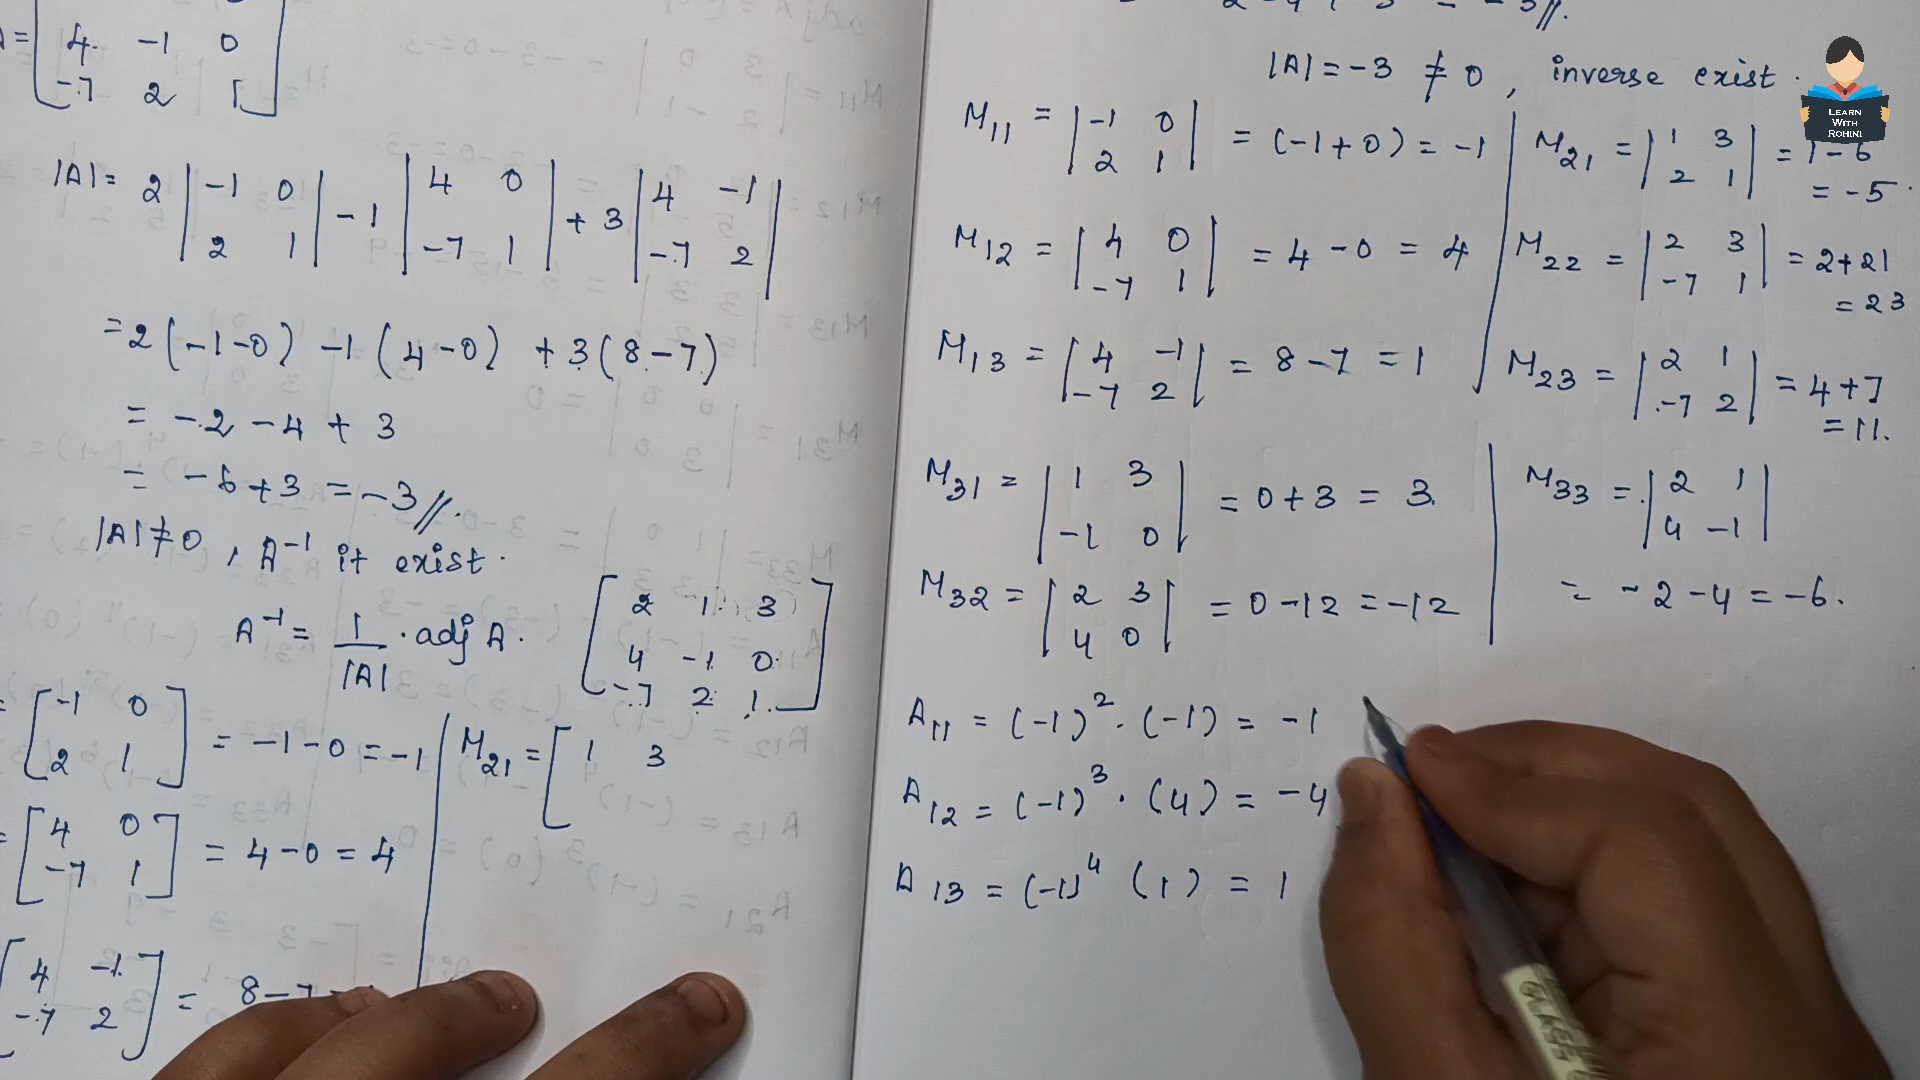 4 -1 0
-7 2 1
|A| = 2 |-1 0| - 1 |4 0| + 3 |4 -1|
2 1 -7 1 -7 2
= 2(-1-0) -1(4-0) +3(8-7)
= -2 -4 + 3
= -6+3 = -3//.
|A| ≠ 0, A⁻¹ it exist.
A⁻¹ = 1/|A| . adj A.
2 1 3
4 -1 0
-7 2 1
[-1 0
2 1] = -1-0 = -1
[4 0
-7 1] = 4-0 = 4
[4 -1
-7 2] = 8-7
M21 = [1 3
|A| = -3 ≠ 0, inverse exist.
M11 = |-1 0
2 1| = (-1+0) = -1
M12 = |4 0
-7 1| = 4-0 = 4
M13 = |4 -1
-7 2| = 8-7 = 1
M21 = |1 3
2 1| = 1-6
= -5.
M22 = |2 3
-7 1| = 2+21
= 23
M23 = |2 1
-7 2| = 4+7
= 11.
M31 = |1 3
-1 0| = 0+3 = 3.
M32 = |2 3
4 0| = 0-12 = -12
M33 = |2 1
4 -1|
= -2-4 = -6.
A11 = (-1)² . (-1) = -1
A12 = (-1)³ . (4) = -4
A13 = (-1)⁴ (1) = 1
LEARN
WITH
ROHINI